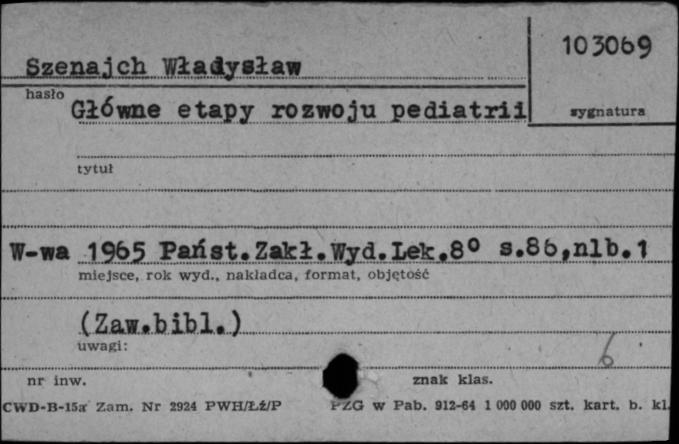 103069
Szenajch Władysław
hasło
Główne etapy rozwoju pediatrii
sygnatura
tytuł
W-wa 1965 Państ.Zakł.Wyd.Lek.8° s.86,nlb.1
miejsce, rok wyd., nakładca, format, objętość
(Zaw.bibl.)
uwagi:
6
nr inw. znak klas.
CWD-B-15a Zam. Nr 2924 PWH/Łź/P PZG w Pab. 912-64 1 000 000 szt. kart. b. kl.